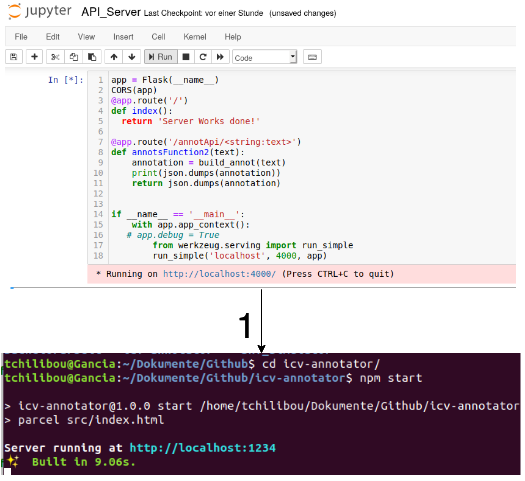 jupyter API_Server Last Checkpoint: vor einer Stunde (unsaved changes)
File Edit View Insert Cell Kernel Widgets Help
Run Code
In [*]:
1 app = Flask(__name__)
2 CORS(app)
3 @app.route('/')
4 def index():
5 return 'Server Works done!'
6
7 @app.route('/annotApi/<string:text>')
8 def annotsFunction2(text):
9 annotation = build_annot(text)
10 print(json.dumps(annotation))
11 return json.dumps(annotation)
12
13
14 if __name__ == '__main__':
15 with app.app_context():
16 # app.debug = True
17 from werkzeug.serving import run_simple
18 run_simple('localhost', 4000, app)
* Running on http://localhost:4000/ (Press CTRL+C to quit)
1
tchilibou@Gancia:~/Dokumente/Github$ cd icv-annotator/
tchilibou@Gancia:~/Dokumente/Github/icv-annotator$ npm start
> icv-annotator@1.0.0 start /home/tchilibou/Dokumente/Github/icv-annotator
> parcel src/index.html
Server running at http://localhost:1234
Built in 9.06s.